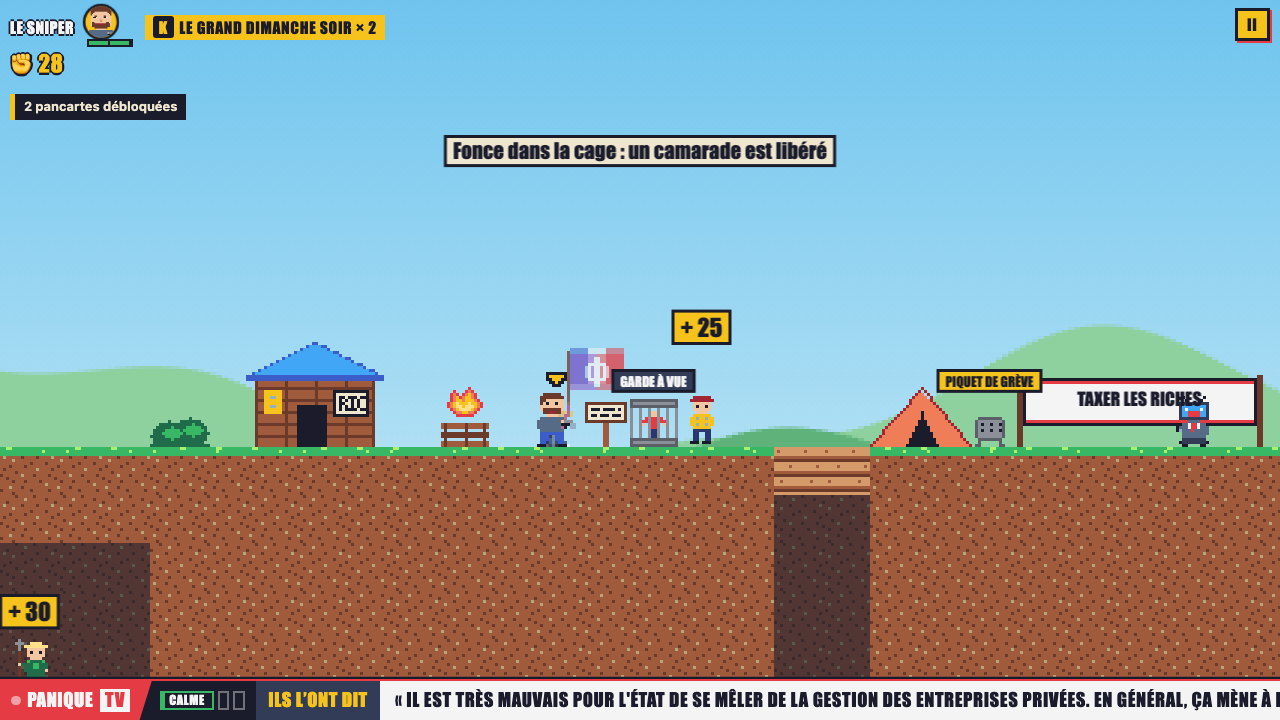 LE SNIPER
K LE GRAND DIMANCHE SOIR × 2
28
2 pancartes débloquées
Fonce dans la cage : un camarade est libéré
+ 25
GARDE À VUE
PIQUET DE GRÈVE
TAXER LES RICHES
RIC
+ 30
PANIQUE TV
CALME
ILS L'ONT DIT
« IL EST TRÈS MAUVAIS POUR L'ÉTAT DE SE MÊLER DE LA GESTION DES ENTREPRISES PRIVÉES. EN GÉNÉRAL, ÇA MÈNE À